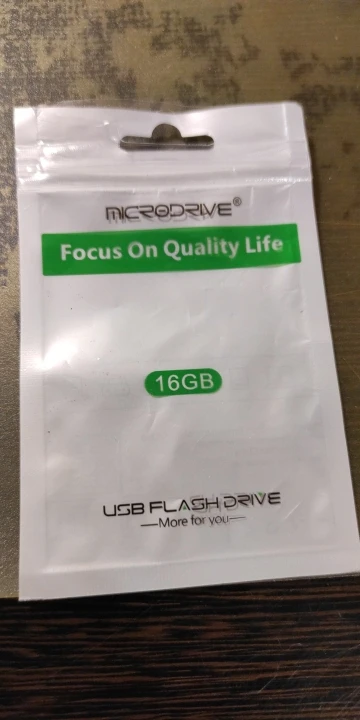 MICRODRIVE®
Focus On Quality Life
16GB
USB FLASH DRIVE
—More for you—